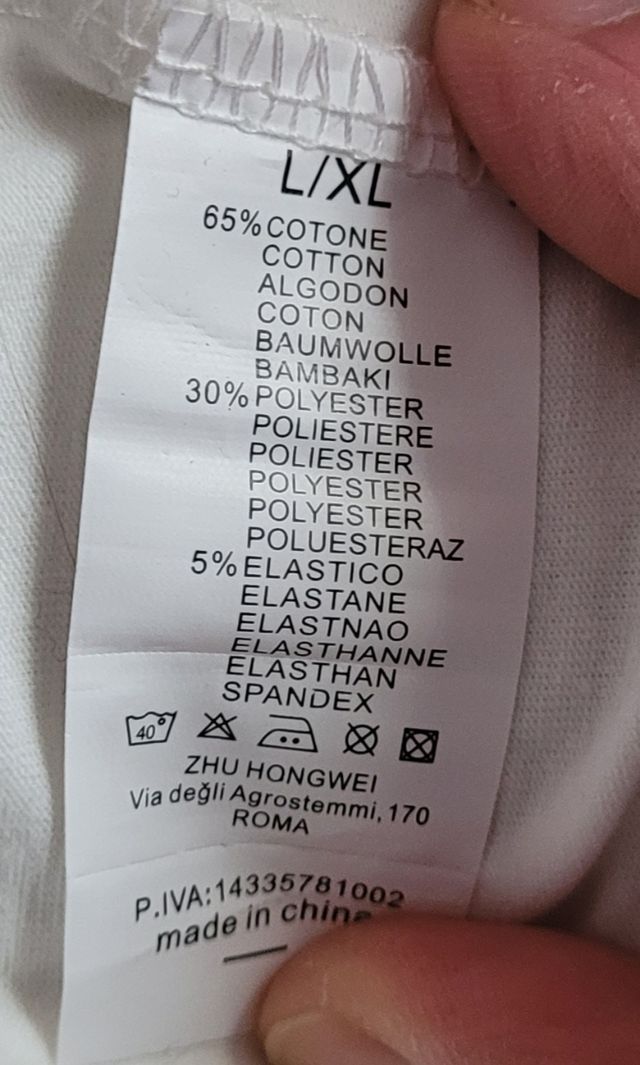 L/XL
65% COTONE
COTTON
ALGODON
COTON
BAUMWOLLE
BAMBAKI
30% POLYESTER
POLIESTERE
POLIESTER
POLYESTER
POLYESTER
POLUESTERAZ
5% ELASTICO
ELASTANE
ELASTNAO
ELASTHANNE
ELASTHAN
SPANDEX
40°
ZHU HONGWEI
Via değli Agrostemmi, 170
ROMA
P.IVA:14335781002
made in china